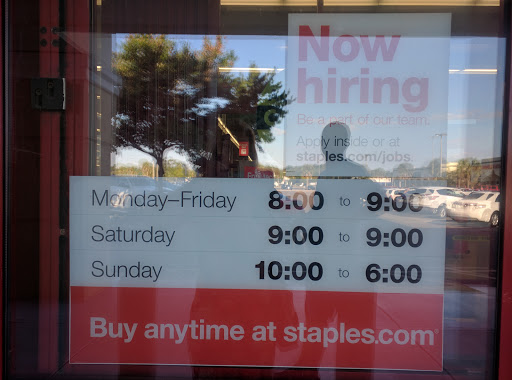 Now
hiring
Be a part of our team.
Apply inside or at
staples.com/jobs.
Monday–Friday 8:00 to 9:00
Saturday 9:00 to 9:00
Sunday 10:00 to 6:00
Buy anytime at staples.com®